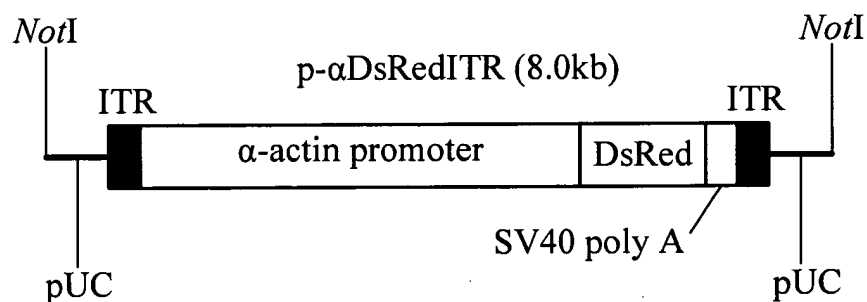 NotI
NotI
p-αDsRedITR (8.0kb)
ITR
ITR
α-actin promoter
DsRed
SV40 poly A
pUC
pUC